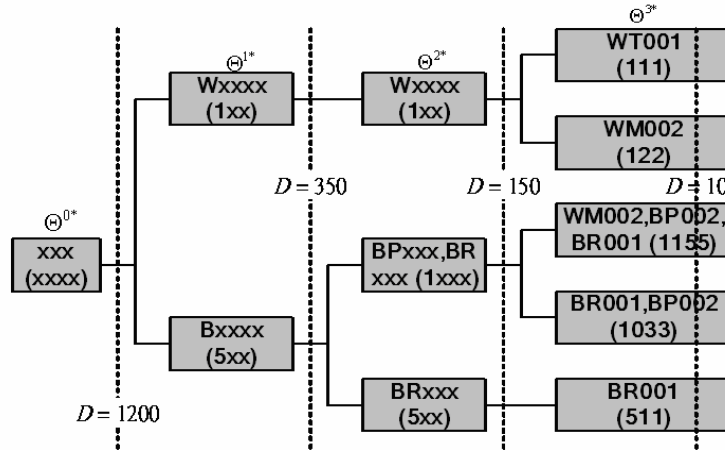 Θ3*
WT001
(111)
Θ1*
Θ2*
Wxxxx
(1xx)
Wxxxx
(1xx)
WM002
(122)
D = 350
D = 150
D = 10
Θ0*
xxx
(xxxx)
BPxxx,BR
xxx (1xxx)
WM002,BP002,
BR001 (1155)
Bxxxx
(5xx)
BR001,BP002
(1033)
BRxxx
(5xx)
BR001
(511)
D = 1200